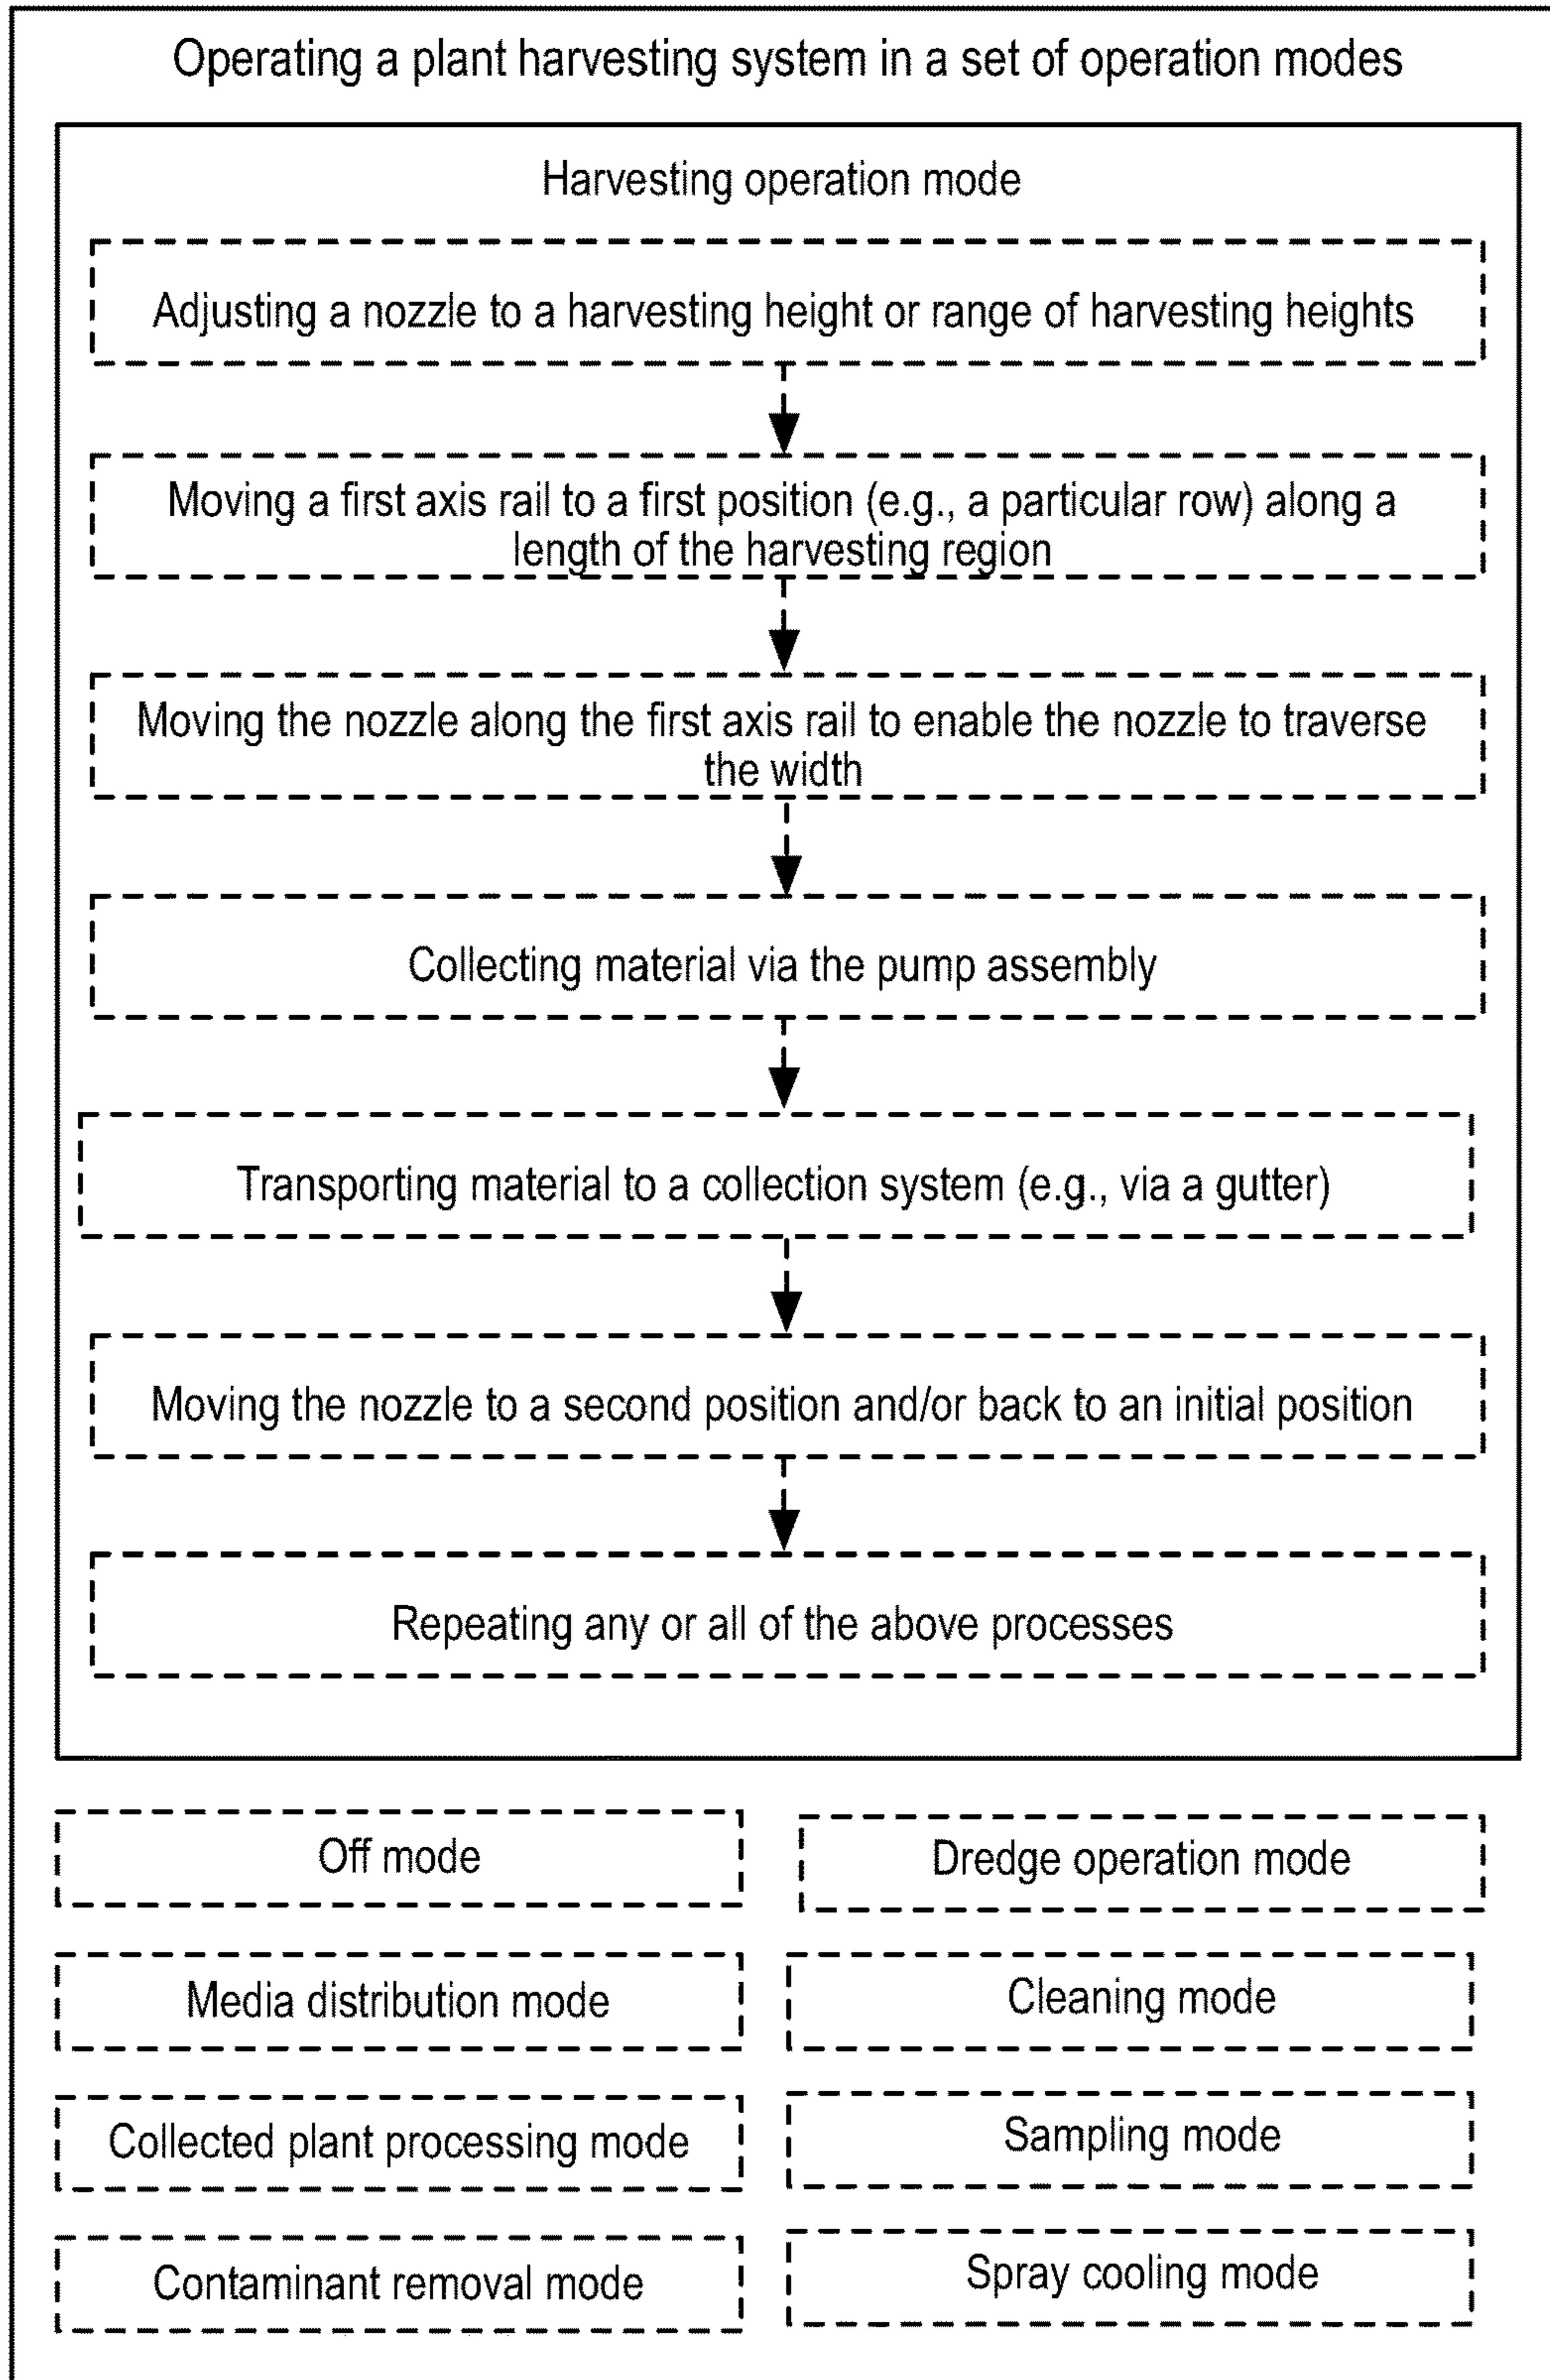 Operating a plant harvesting system in a set of operation modes
Harvesting operation mode
Adjusting a nozzle to a harvesting height or range of harvesting heights
Moving a first axis rail to a first position (e.g., a particular row) along a
length of the harvesting region
Moving the nozzle along the first axis rail to enable the nozzle to traverse
the width
Collecting material via the pump assembly
Transporting material to a collection system (e.g., via a gutter)
Moving the nozzle to a second position and/or back to an initial position
Repeating any or all of the above processes
Off mode
Dredge operation mode
Media distribution mode
Cleaning mode
Collected plant processing mode
Sampling mode
Contaminant removal mode
Spray cooling mode